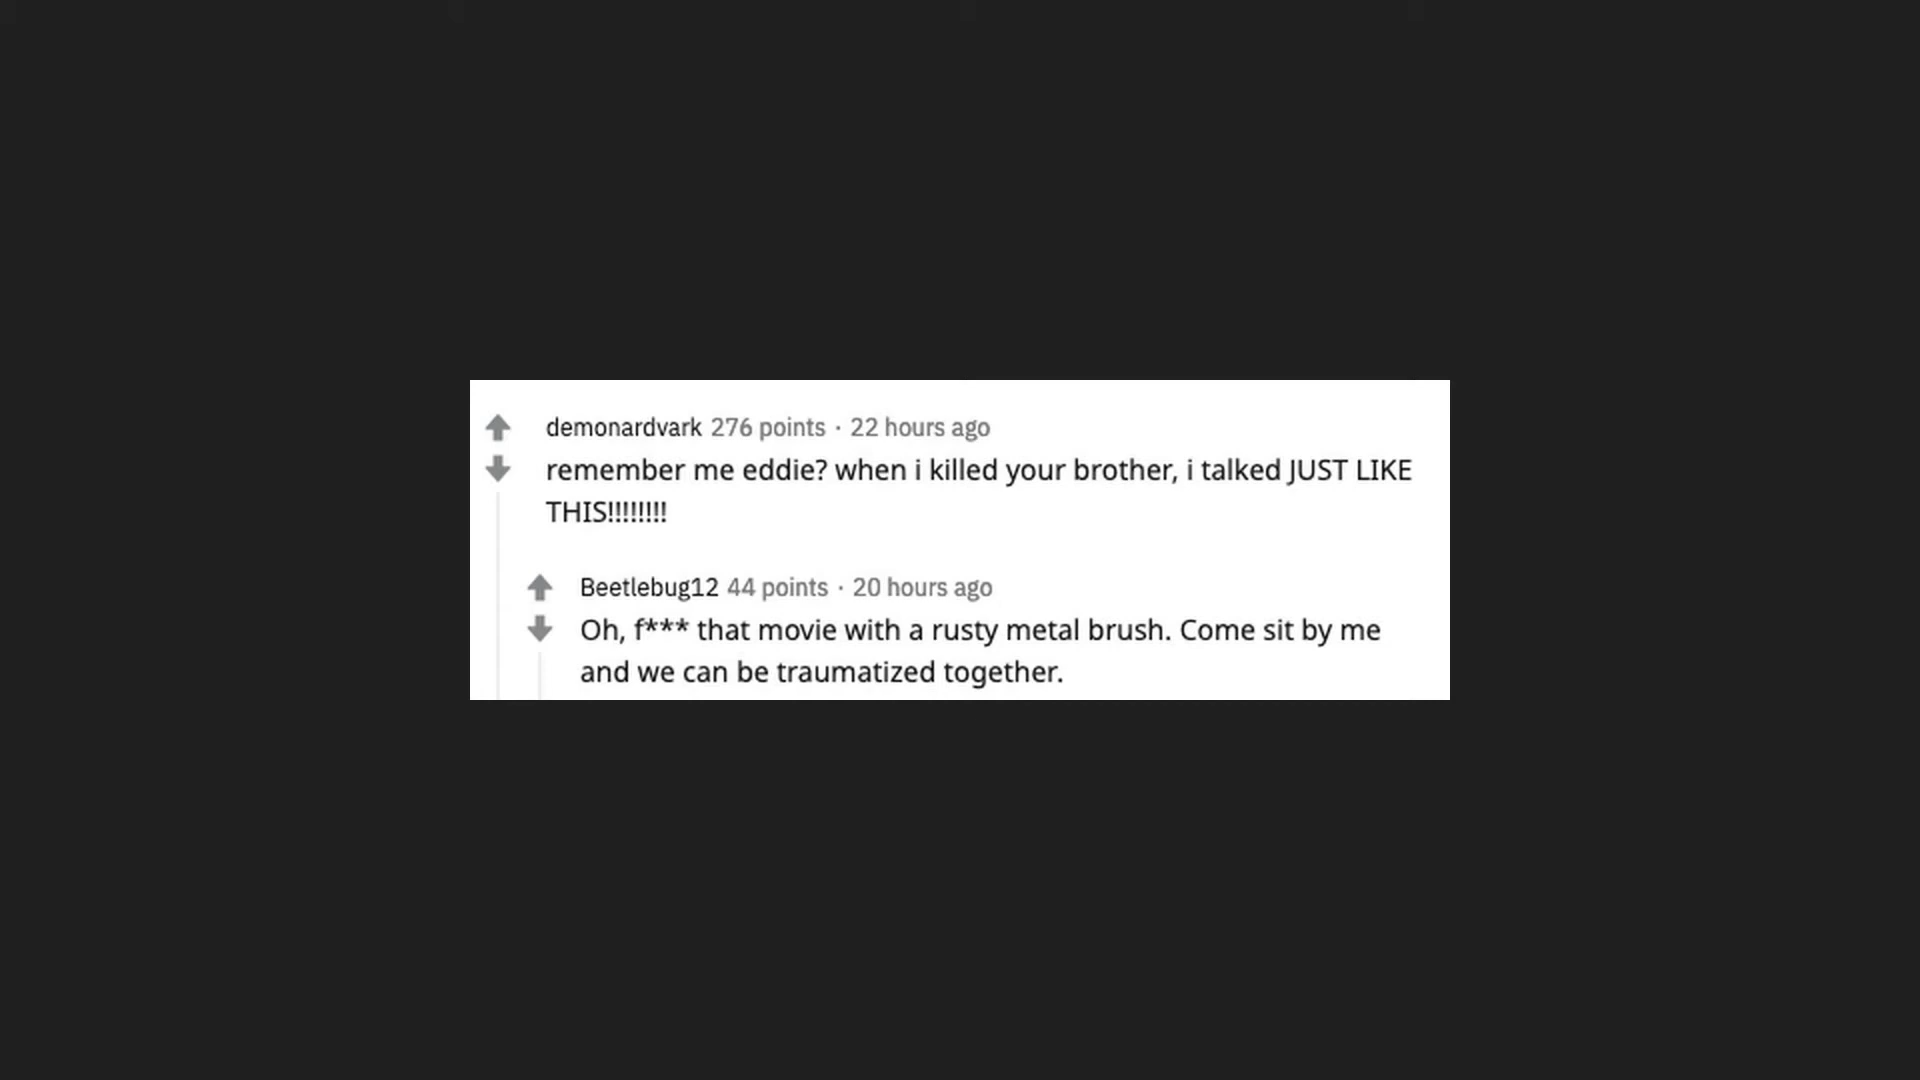 demonardvark 276 points · 22 hours ago
remember me eddie? when i killed your brother, i talked JUST LIKE
THIS!!!!!!!!
Beetlebug12 44 points · 20 hours ago
Oh, f*** that movie with a rusty metal brush. Come sit by me
and we can be traumatized together.